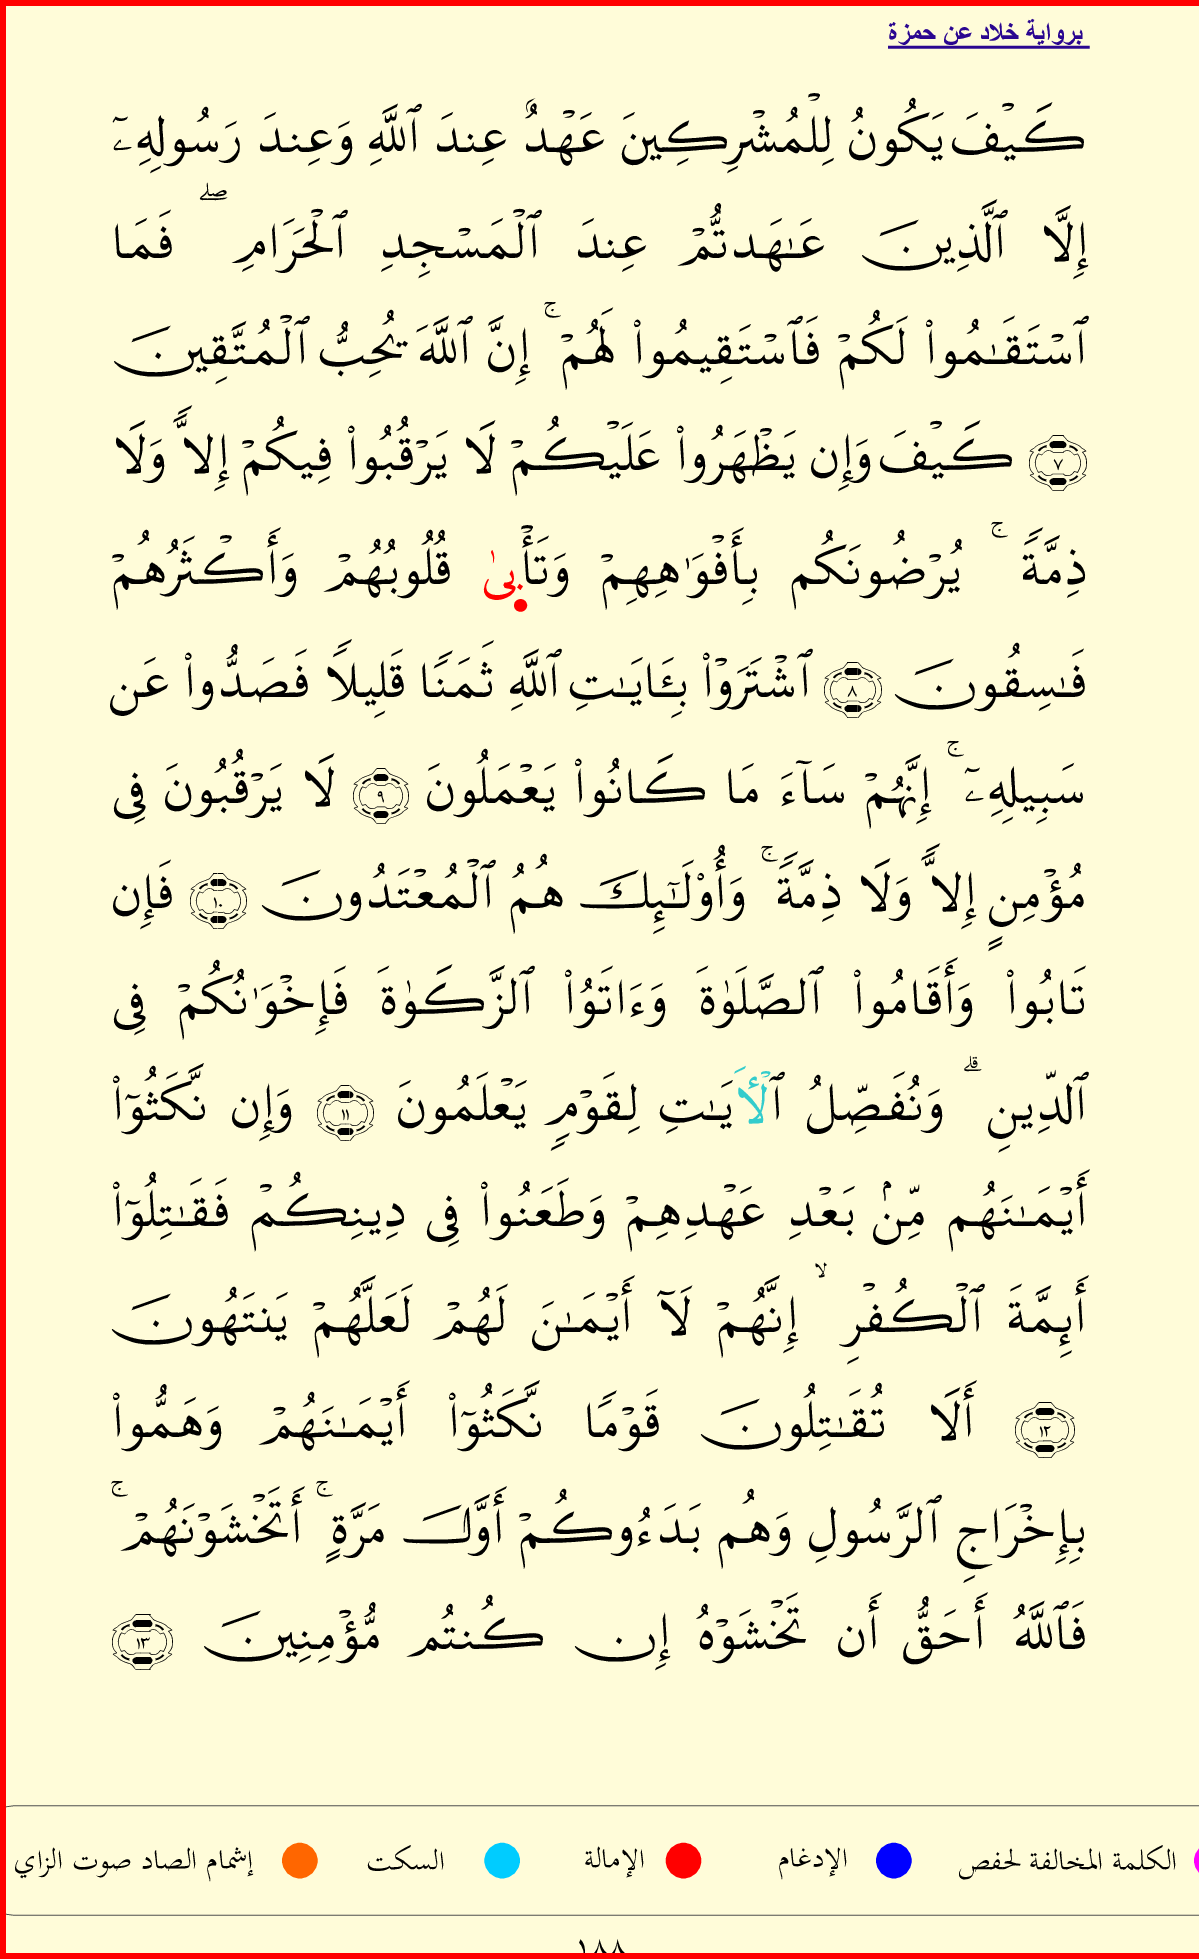 برواية خلاد عن حمزة
كَيْفَ يَكُونُ لِلْمُشْرِكِينَ عَهْدٌ عِندَ ٱللَّهِ وَعِندَ رَسُولِهِۦٓ
إِلَّا ٱلَّذِينَ عَـٰهَدتُّمْ عِندَ ٱلْمَسْجِدِ ٱلْحَرَامِ ۖ فَمَا
ٱسْتَقَـٰمُوا۟ لَكُمْ فَٱسْتَقِيمُوا۟ لَهُمْ ۚ إِنَّ ٱللَّهَ يُحِبُّ ٱلْمُتَّقِينَ
٧ كَيْفَ وَإِن يَظْهَرُوا۟ عَلَيْكُمْ لَا يَرْقُبُوا۟ فِيكُمْ إِلًّا وَلَا
ذِمَّةً ۚ يُرْضُونَكُم بِأَفْوَٰهِهِمْ وَتَأْبىٰ قُلُوبُهُمْ وَأَكْثَرُهُمْ
فَـٰسِقُونَ ٨ ٱشْتَرَوْا۟ بِـَٔايَـٰتِ ٱللَّهِ ثَمَنًا قَلِيلًا فَصَدُّوا۟ عَن
سَبِيلِهِۦٓ ۚ إِنَّهُمْ سَآءَ مَا كَانُوا۟ يَعْمَلُونَ ٩ لَا يَرْقُبُونَ فِى
مُؤْمِنٍ إِلًّا وَلَا ذِمَّةً ۚ وَأُو۟لَـٰٓئِكَ هُمُ ٱلْمُعْتَدُونَ ١٠ فَإِن
تَابُوا۟ وَأَقَامُوا۟ ٱلصَّلَوٰةَ وَءَاتَوُا۟ ٱلزَّكَوٰةَ فَإِخْوَٰنُكُمْ فِى
ٱلدِّينِ ۗ وَنُفَصِّلُ ٱلْأَيَـٰتِ لِقَوْمٍ يَعْلَمُونَ ١١ وَإِن نَّكَثُوٓا۟
أَيْمَـٰنَهُم مِّنۢ بَعْدِ عَهْدِهِمْ وَطَعَنُوا۟ فِى دِينِكُمْ فَقَـٰتِلُوٓا۟
أَئِمَّةَ ٱلْكُفْرِ ۙ إِنَّهُمْ لَآ أَيْمَـٰنَ لَهُمْ لَعَلَّهُمْ يَنتَهُونَ
١٢ أَلَا تُقَـٰتِلُونَ قَوْمًا نَّكَثُوٓا۟ أَيْمَـٰنَهُمْ وَهَمُّوا۟
بِإِخْرَاجِ ٱلرَّسُولِ وَهُم بَدَءُوكُمْ أَوَّلَ مَرَّةٍ ۚ أَتَخْشَوْنَهُمْ ۚ
فَٱللَّهُ أَحَقُّ أَن تَخْشَوْهُ إِن كُنتُم مُّؤْمِنِينَ ١٣
الكلمة المخالفة لحفص الإدغام الإمالة السكت إشمام الصاد صوت الزاي
١٨٨